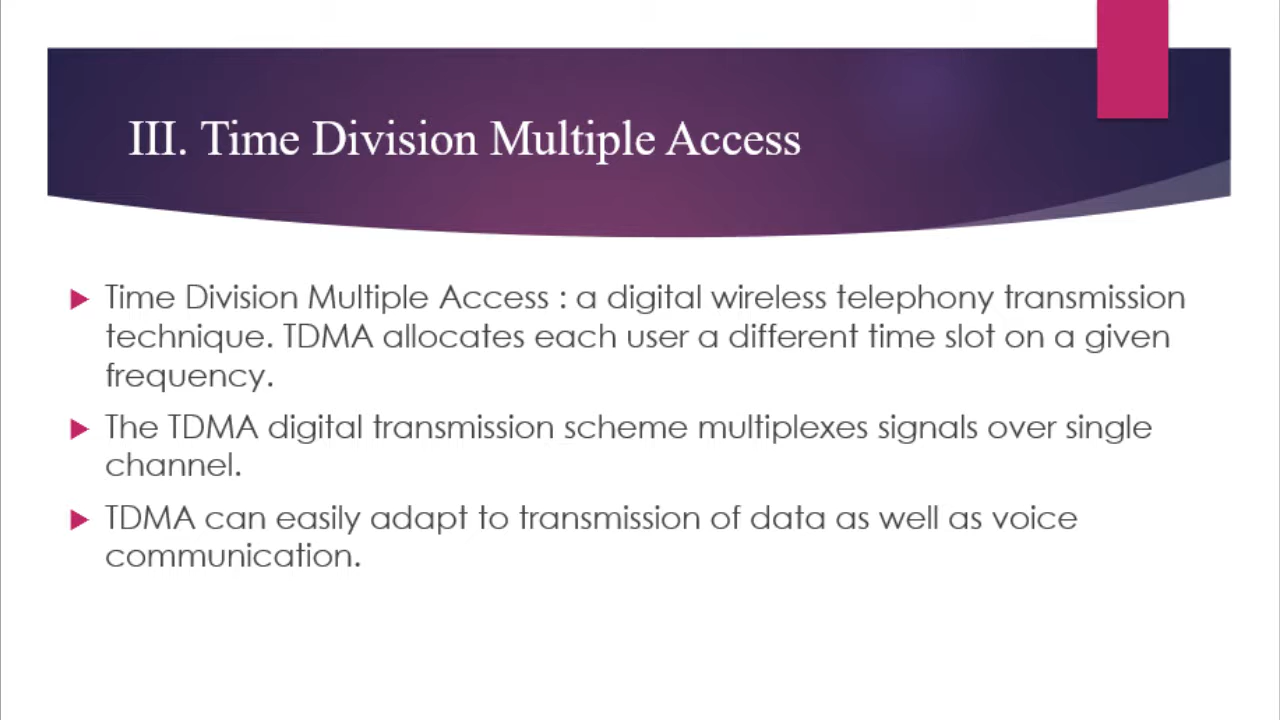 III. Time Division Multiple Access
Time Division Multiple Access : a digital wireless telephony transmission
technique. TDMA allocates each user a different time slot on a given
frequency.
The TDMA digital transmission scheme multiplexes signals over single
channel.
TDMA can easily adapt to transmission of data as well as voice
communication.